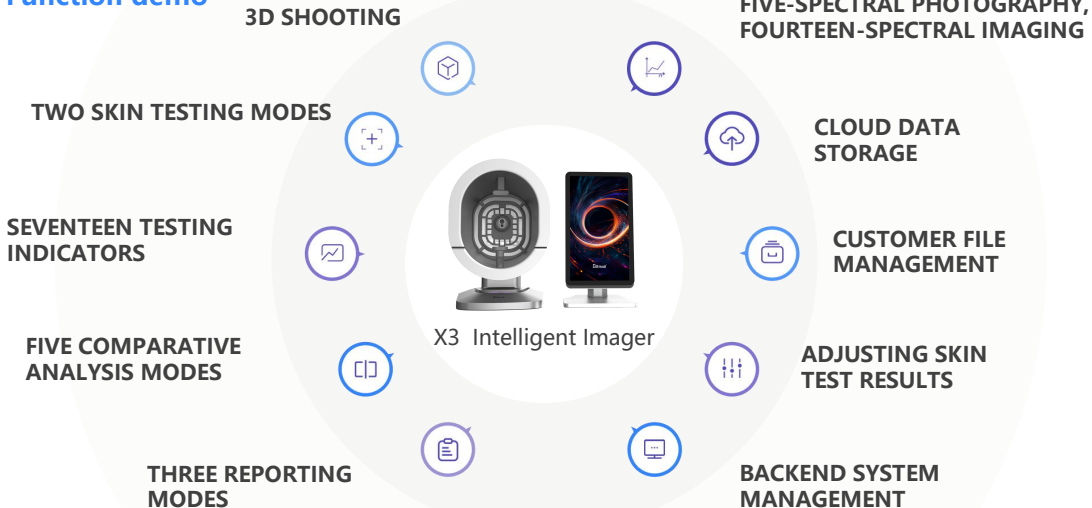 Function demo
3D SHOOTING
FIVE-SPECTRAL PHOTOGRAPHY,
FOURTEEN-SPECTRAL IMAGING
TWO SKIN TESTING MODES
CLOUD DATA
STORAGE
SEVENTEEN TESTING
INDICATORS
CUSTOMER FILE
MANAGEMENT
X3 Intelligent Imager
FIVE COMPARATIVE
ANALYSIS MODES
ADJUSTING SKIN
TEST RESULTS
THREE REPORTING
MODES
BACKEND SYSTEM
MANAGEMENT